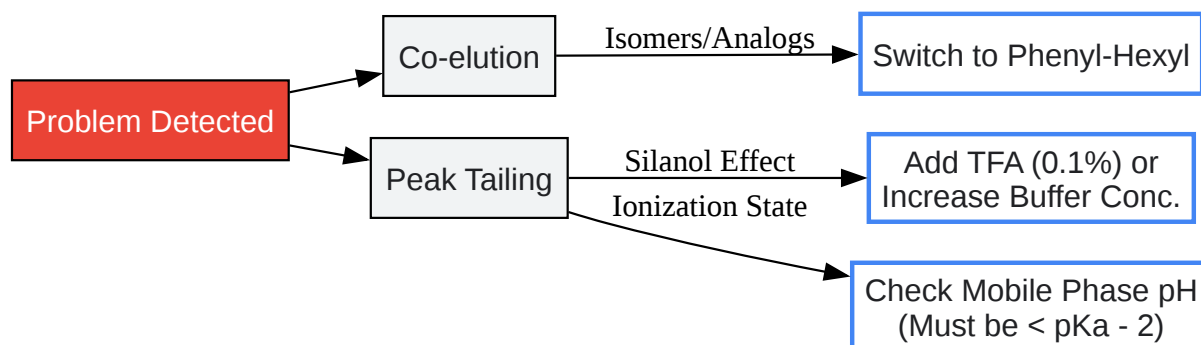 Problem Detected
Co-elution
Isomers/Analogs
Switch to Phenyl-Hexyl
Peak Tailing
Silanol Effect
Add TFA (0.1%) or
Increase Buffer Conc.
Ionization State
Check Mobile Phase pH
(Must be < pKa - 2)